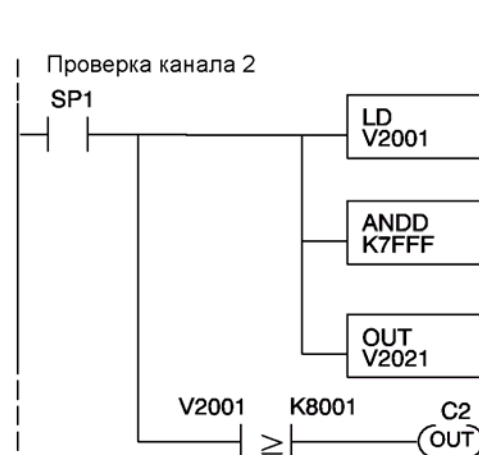 Проверка канала 2
SP1
LD
V2001
ANDD
K7FFF
OUT
V2021
V2001
≥
K8001
C2
OUT